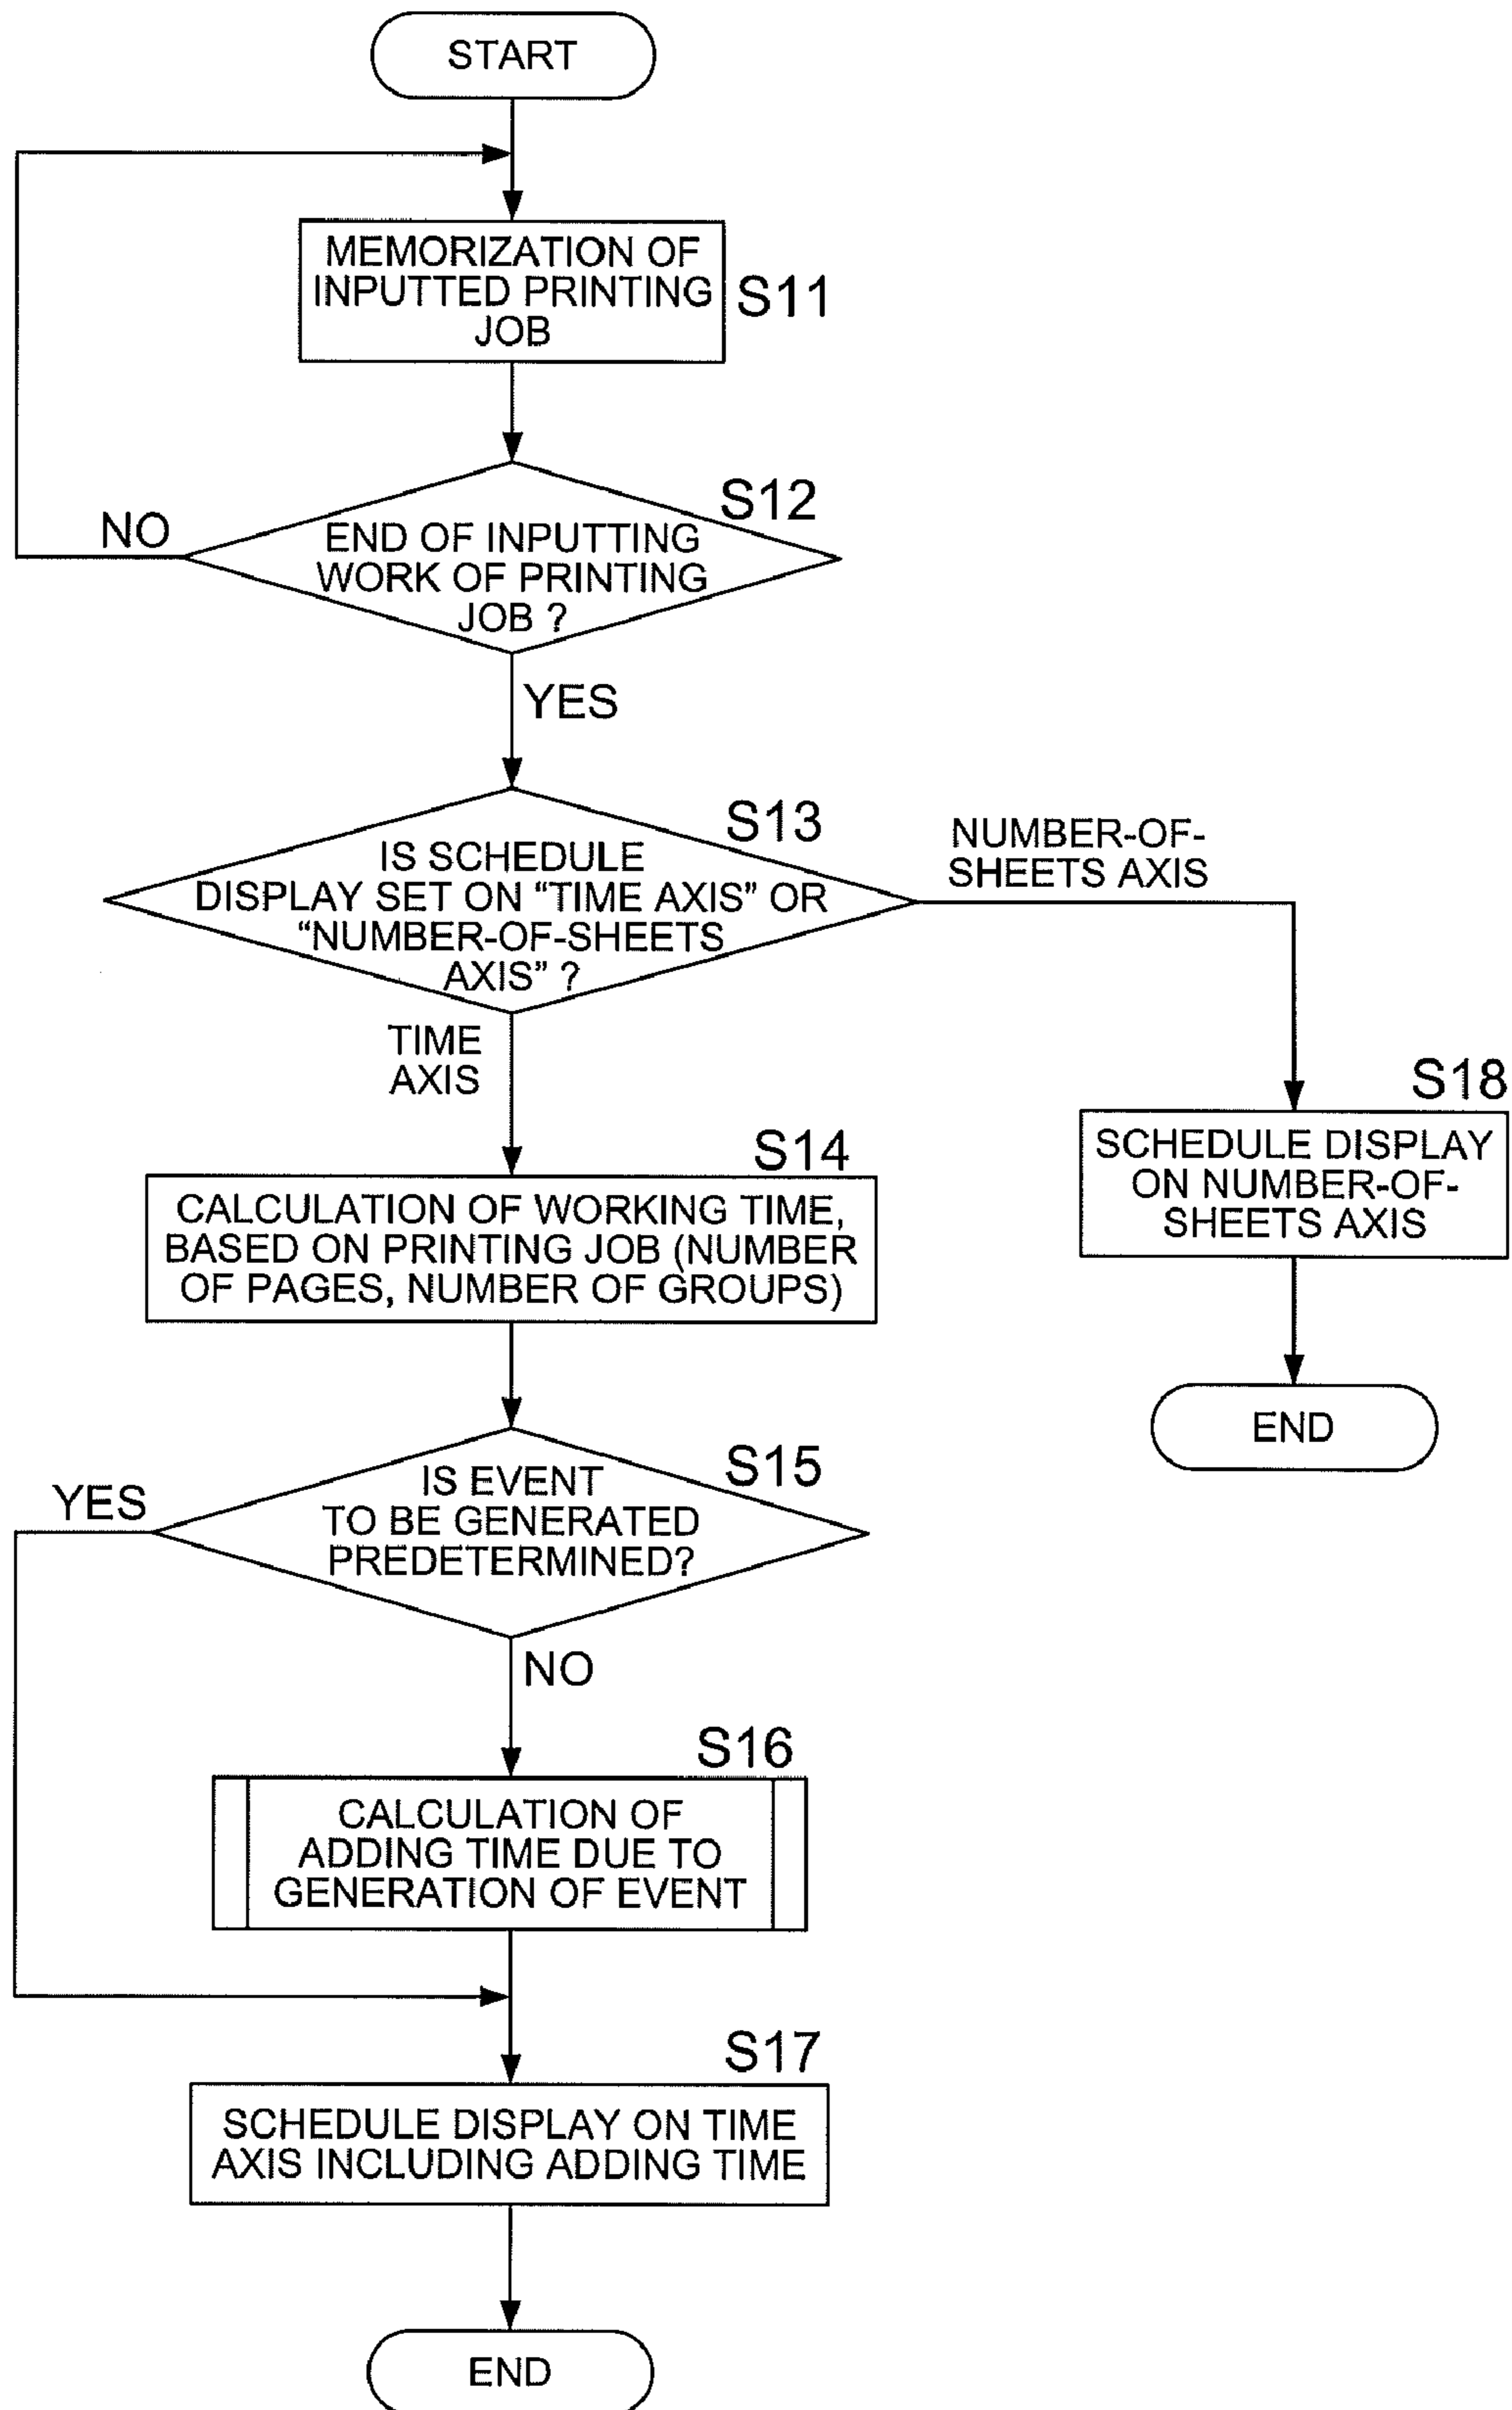 START
MEMORIZATION OF
INPUTTED PRINTING
JOB
S11
S12
NO
END OF INPUTTING
WORK OF PRINTING
JOB ?
YES
S13
IS SCHEDULE
DISPLAY SET ON “TIME AXIS” OR
“NUMBER-OF-SHEETS
AXIS” ?
NUMBER-OF-
SHEETS AXIS
TIME
AXIS
S18
SCHEDULE DISPLAY
ON NUMBER-OF-
SHEETS AXIS
END
S14
CALCULATION OF WORKING TIME,
BASED ON PRINTING JOB (NUMBER
OF PAGES, NUMBER OF GROUPS)
S15
YES
IS EVENT
TO BE GENERATED
PREDETERMINED?
NO
S16
CALCULATION OF
ADDING TIME DUE TO
GENERATION OF EVENT
S17
SCHEDULE DISPLAY ON TIME
AXIS INCLUDING ADDING TIME
END